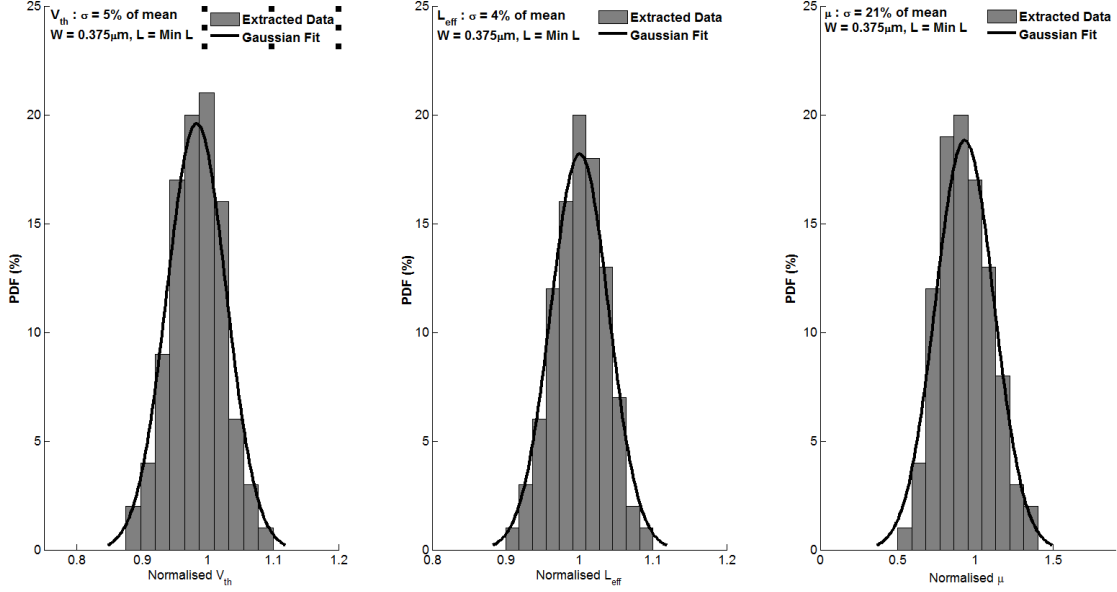 V_th : σ = 5% of mean
W = 0.375μm, L = Min L
Extracted Data
Gaussian Fit
25
20
15
10
5
0
PDF (%)
0.8 0.9 1 1.1 1.2
Normalised V_th
L_eff : σ = 4% of mean
W = 0.375μm, L = Min L
Extracted Data
Gaussian Fit
25
20
15
10
5
0
PDF (%)
0.8 0.9 1 1.1 1.2
Normalised L_eff
μ : σ = 21% of mean
W = 0.375μm, L = Min L
Extracted Data
Gaussian Fit
25
20
15
10
5
0
PDF (%)
0 0.5 1 1.5
Normalised μ